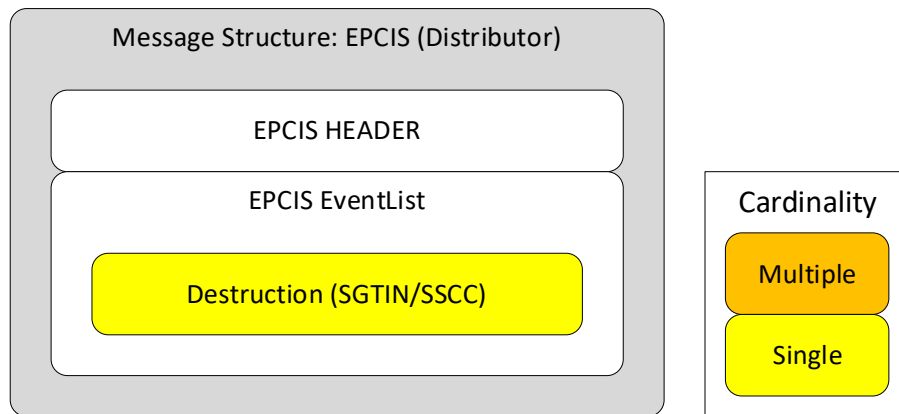 Message Structure: EPCIS (Distributor)
EPCIS HEADER
EPCIS EventList
Destruction (SGTIN/SSCC)
Cardinality
Multiple
Single